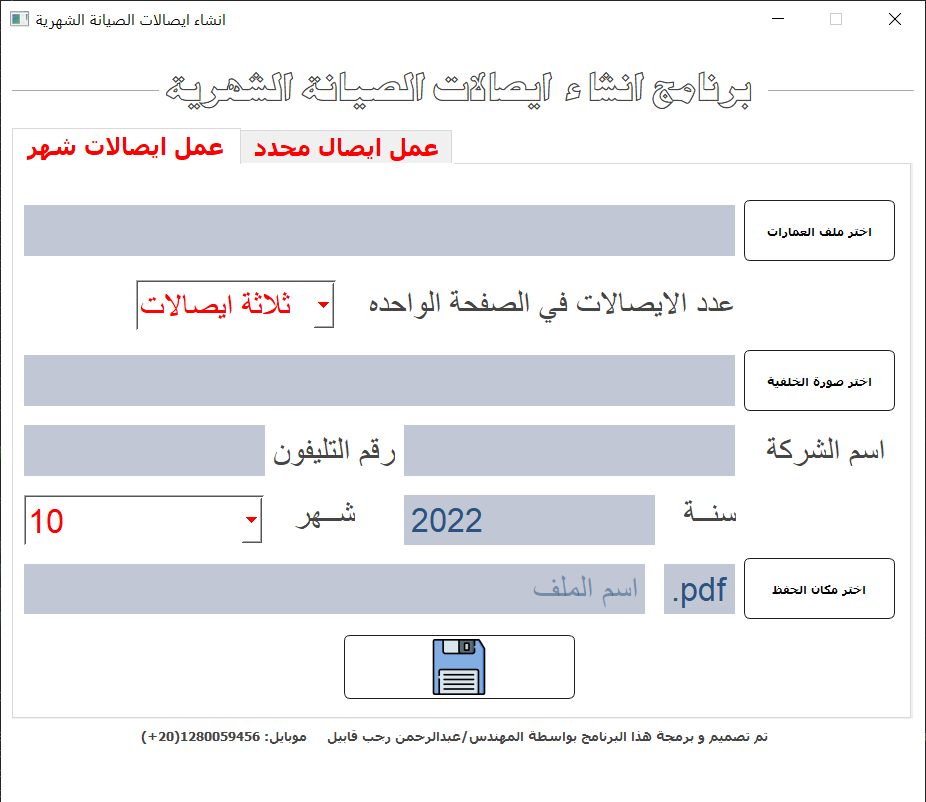 انشاء ايصالات الصيانة الشهرية
برنامج انشاء ايصالات الصيانة الشهرية
عمل ايصالات شهر
عمل ايصال محدد
اختر ملف العمارات
عدد الايصالات في الصفحة الواحده
ثلاثة ايصالات
اختر صورة الخلفية
اسم الشركة
رقم التليفون
سنـــة
2022
شـــهر
10
اختر مكان الحفظ
.pdf
اسم الملف
تم تصميم و برمجة هذا البرنامج بواسطة المهندس/عبدالرحمن رجب قابيل موبايل: 1280059456(20+)